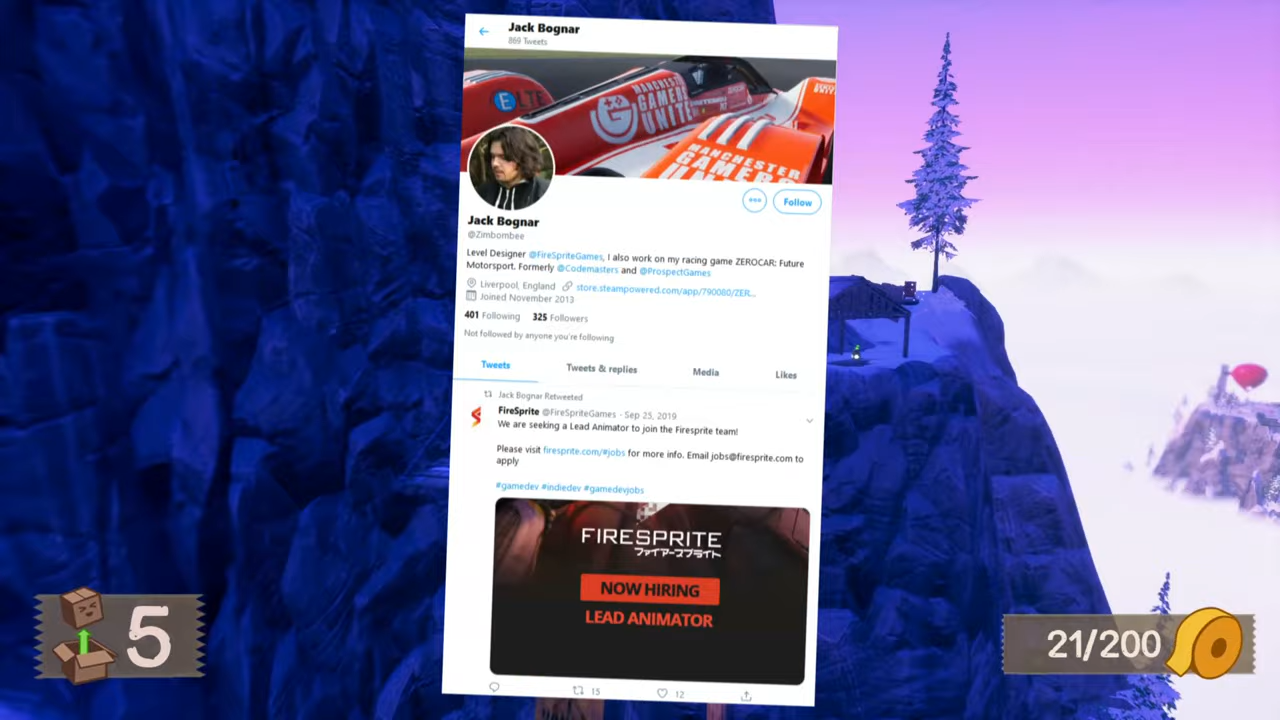 Jack Bognar
869 Tweets
ELTE
MANCHESTER
GAMERS
UNITE
MANCHESTER
GAMERS
Follow
Jack Bognar
@Zimbombee
Level Designer @FireSpriteGames, I also work on my racing game ZEROCAR: Future
Motorsport. Formerly @Codemasters and @ProspectGames
Liverpool, England store.steampowered.com/app/790080/ZER...
Joined November 2013
401 Following 325 Followers
Not followed by anyone you're following
Tweets Tweets & replies Media Likes
Jack Bognar Retweeted
FireSprite @FireSpriteGames · Sep 25, 2019
We are seeking a Lead Animator to join the Firesprite team!
Please visit firesprite.com/#jobs for more info. Email jobs@firesprite.com to
apply
#gamedev #indiedev #gamedevjobs
FIRESPRITE
ファイアースプライト
NOW HIRING
LEAD ANIMATOR
15 12
5
21/200